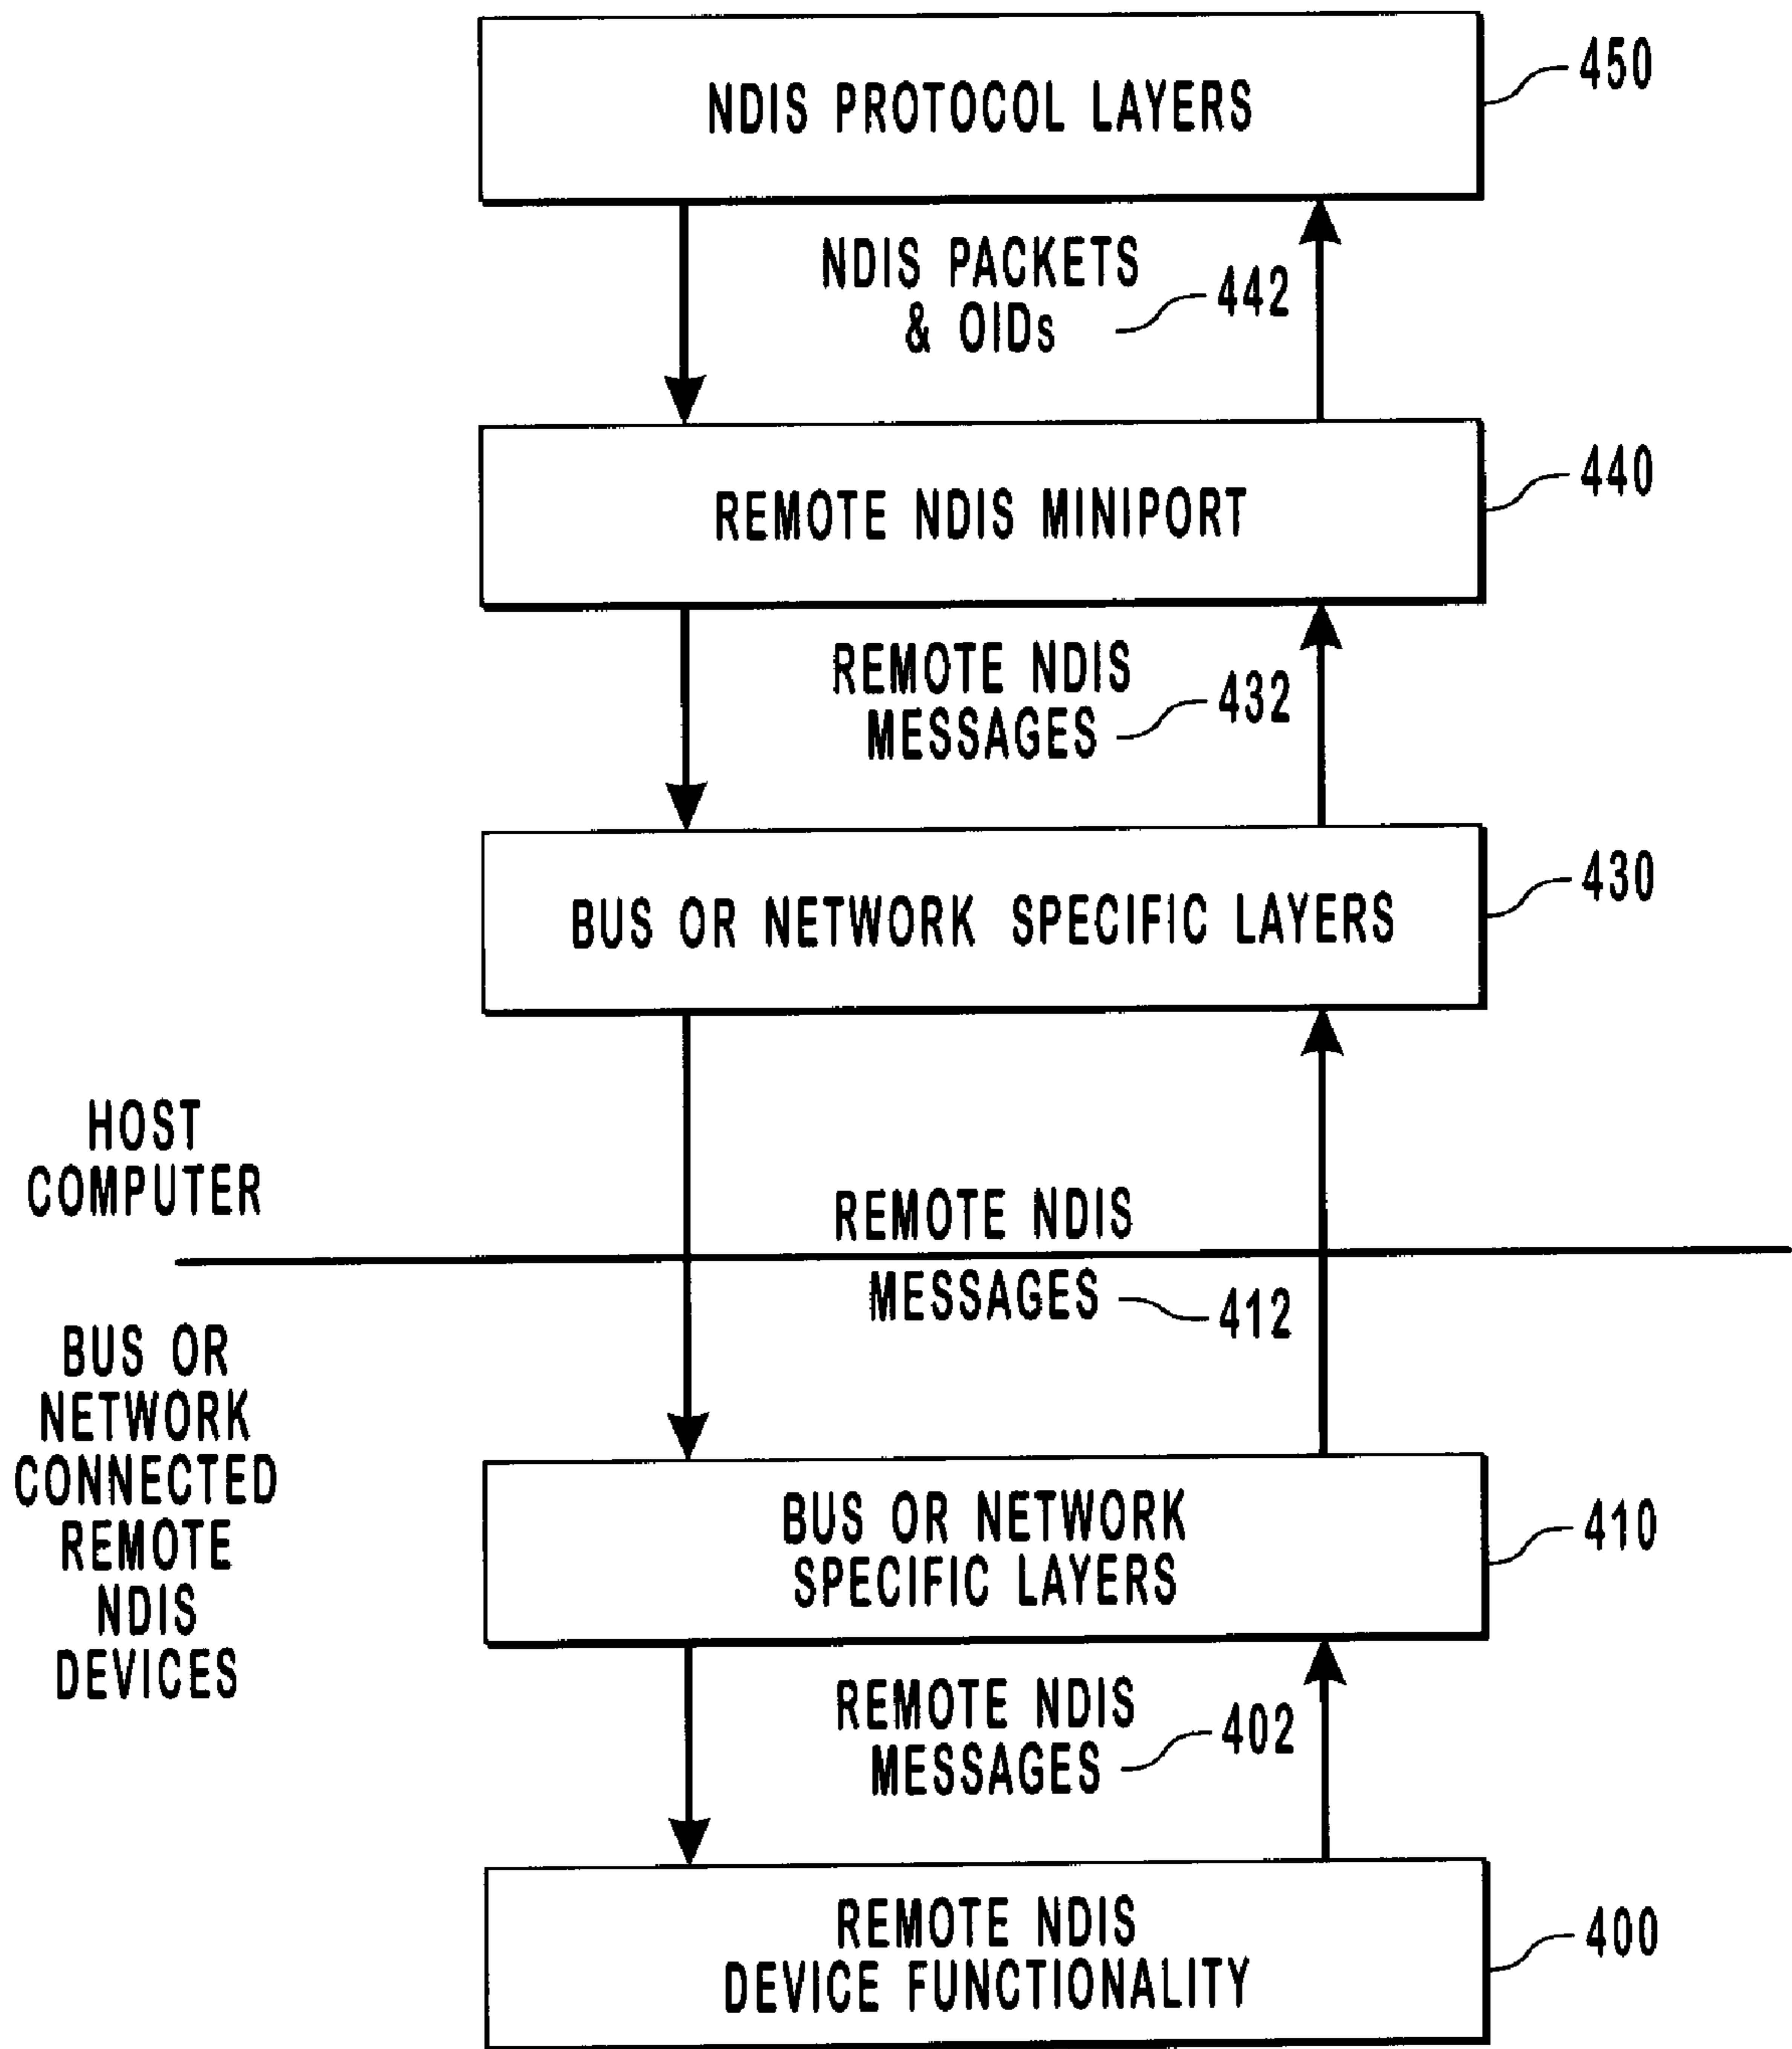 NDIS PROTOCOL LAYERS
450
NDIS PACKETS
& OIDs
442
REMOTE NDIS MINIPORT
440
REMOTE NDIS
MESSAGES
432
BUS OR NETWORK SPECIFIC LAYERS
430
HOST
COMPUTER
REMOTE NDIS
MESSAGES
412
BUS OR
NETWORK
CONNECTED
REMOTE
NDIS
DEVICES
BUS OR NETWORK
SPECIFIC LAYERS
410
REMOTE NDIS
MESSAGES
402
REMOTE NDIS
DEVICE FUNCTIONALITY
400